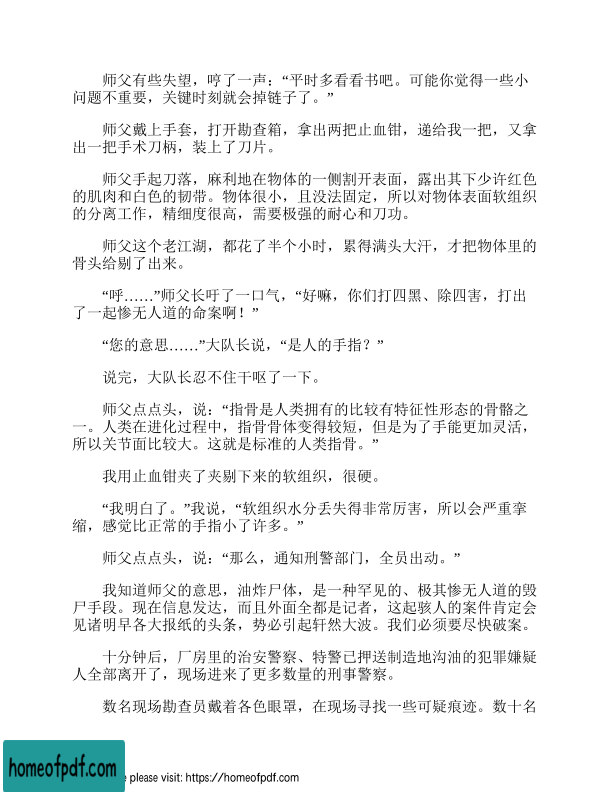 师父有些失望，哼了一声：“平时多看看书吧。可能你觉得一些小
问题不重要，关键时刻就会掉链子了。”
师父戴上手套，打开勘查箱，拿出两把止血钳，递给我一把，又拿
出一把手术刀柄，装上了刀片。
师父手起刀落，麻利地在物体的一侧割开表面，露出其下少许红色
的肌肉和白色的韧带。物体很小，且没法固定，所以对物体表面软组织
的分离工作，精细度很高，需要极强的耐心和刀功。
师父这个老江湖，都花了半个小时，累得满头大汗，才把物体里的
骨头给剔了出来。
“呼……”师父长吁了一口气，“好嘛，你们打四黑、除四害，打出
了一起惨无人道的命案啊！”
“您的意思……”大队长说，“是人的手指？”
说完，大队长忍不住干呕了一下。
师父点点头，说：“指骨是人类拥有的比较有特征性形态的骨骼之
一。人类在进化过程中，指骨骨体变得较短，但是为了手能更加灵活，
所以关节面比较大。这就是标准的人类指骨。”
我用止血钳夹了夹剔下来的软组织，很硬。
“我明白了。”我说，“软组织水分丢失得非常厉害，所以会严重挛
缩，感觉比正常的手指小了许多。”
师父点点头，说：“那么，通知刑警部门，全员出动。”
我知道师父的意思，油炸尸体，是一种罕见的、极其惨无人道的毁
尸手段。现在信息发达，而且外面全都是记者，这起骇人的案件肯定会
见诸明早各大报纸的头条，势必引起轩然大波。我们必须要尽快破案。
十分钟后，厂房里的治安警察、特警已押送制造地沟油的犯罪嫌疑
人全部离开了，现场进来了更多数量的刑事警察。
数名现场勘查员戴着各色眼罩，在现场寻找一些可疑痕迹。数十名
homeofpdf.com
e please visit: https://homeofpdf.com